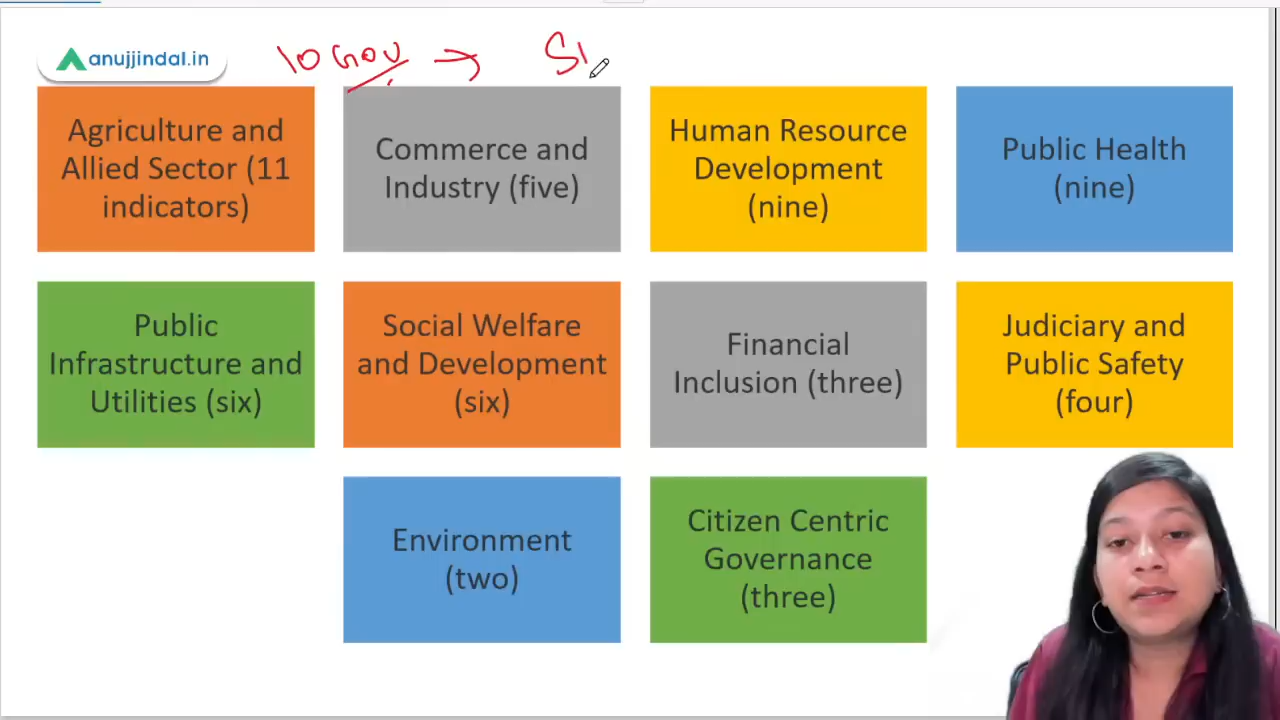 anujjindal.in
10 Gov →
Agriculture and
Allied Sector (11
indicators)
Commerce and
Industry (five)
Human Resource
Development
(nine)
Public Health
(nine)
Public
Infrastructure and
Utilities (six)
Social Welfare
and Development
(six)
Financial
Inclusion (three)
Judiciary and
Public Safety
(four)
Environment
(two)
Citizen Centric
Governance
(three)